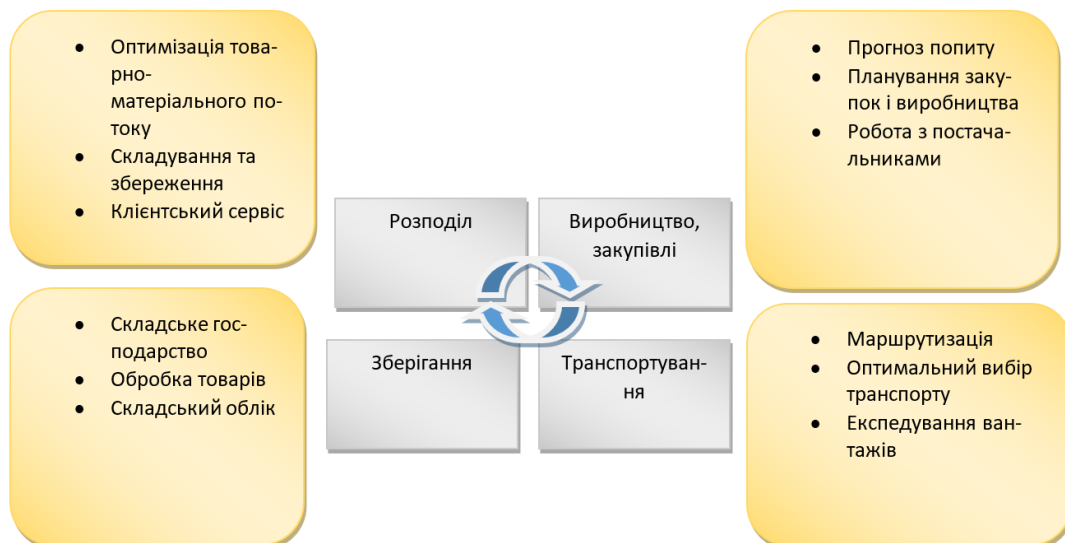 • Оптимізація това-
рно-
матеріального по-
току
• Складування та
збереження
• Клієнтський сервіс
• Прогноз попиту
• Планування заку-
пок і виробництва
• Робота з постача-
льниками
Розподіл
Виробництво,
закупівлі
Зберігання
Транспортуван-
ня
• Складське гос-
подарство
• Обробка товарів
• Складський облік
• Маршрутизація
• Оптимальний вибір
транспорту
• Експедування ван-
тажів